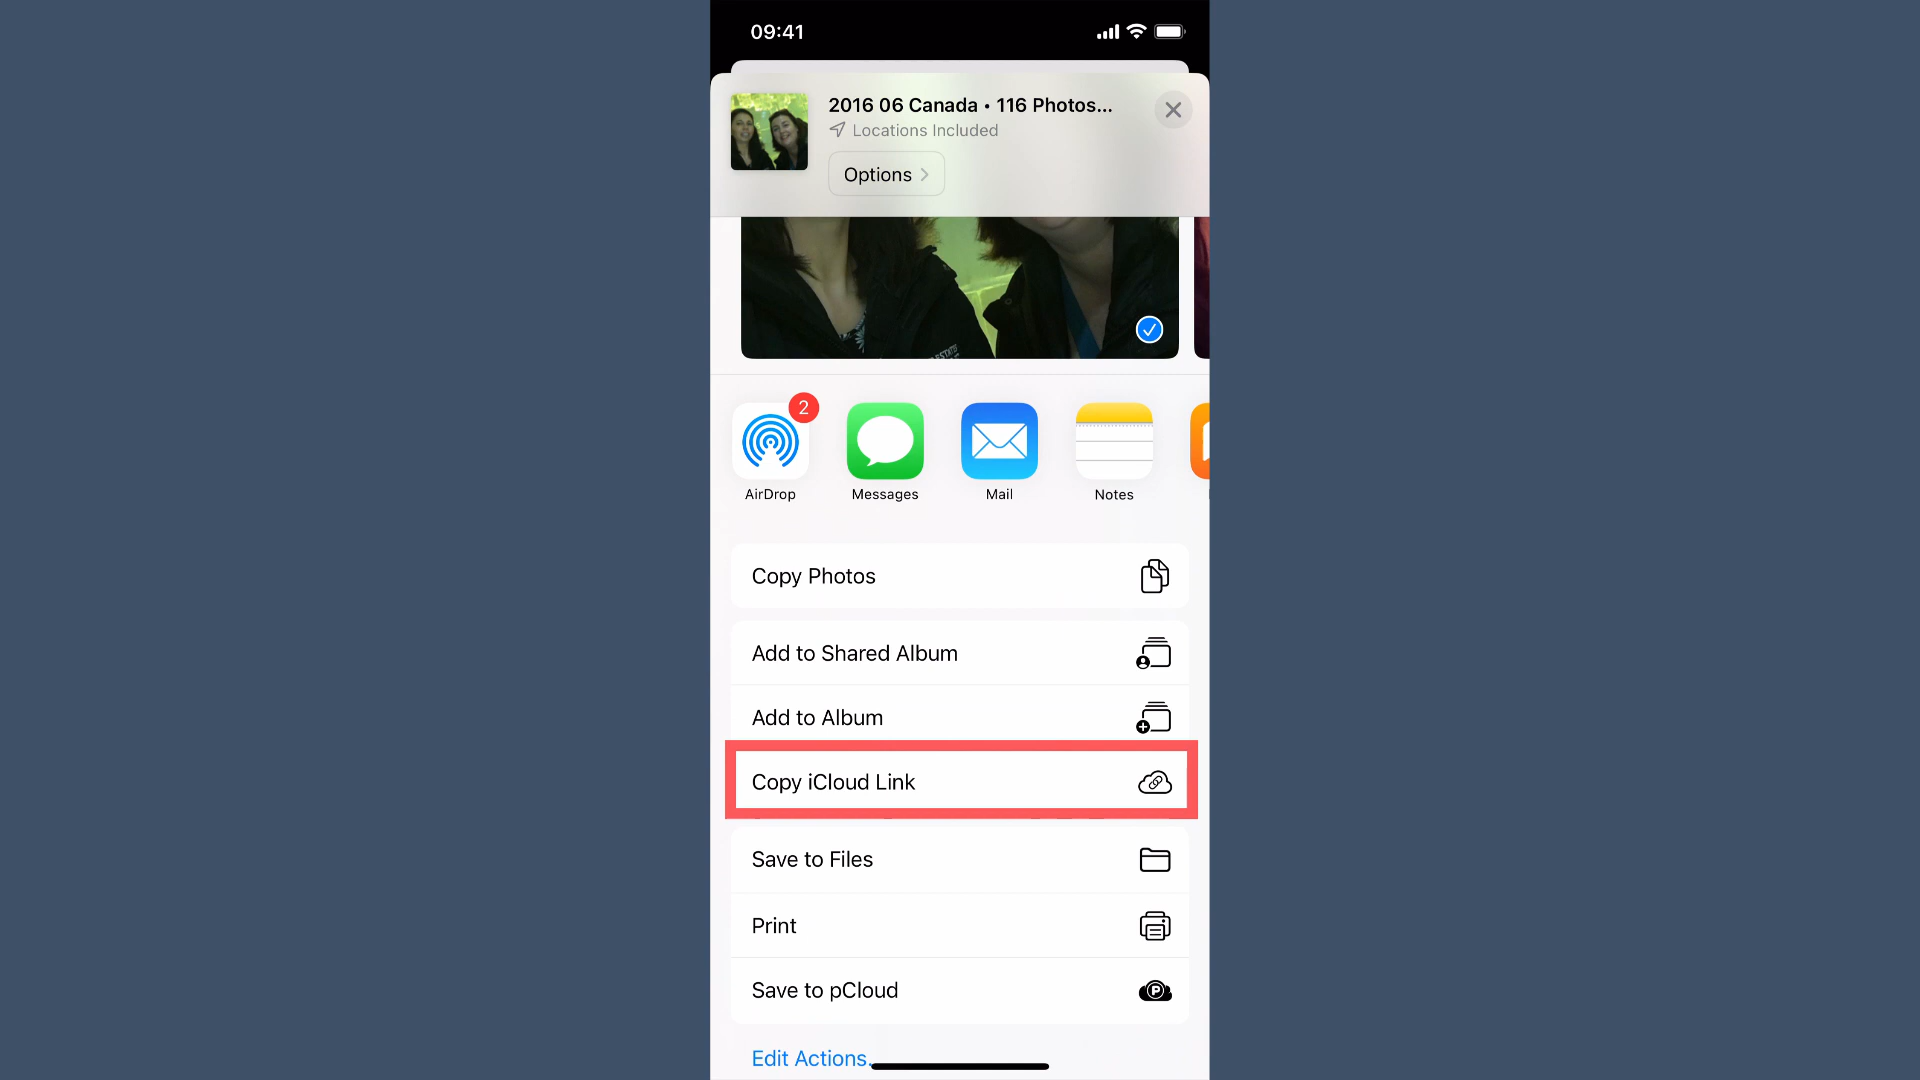 09:41
2016 06 Canada • 116 Photos...
Locations Included
Options
2
AirDrop
Messages
Mail
Notes
Copy Photos
Add to Shared Album
Add to Album
Copy iCloud Link
Save to Files
Print
Save to pCloud
Edit Actions.